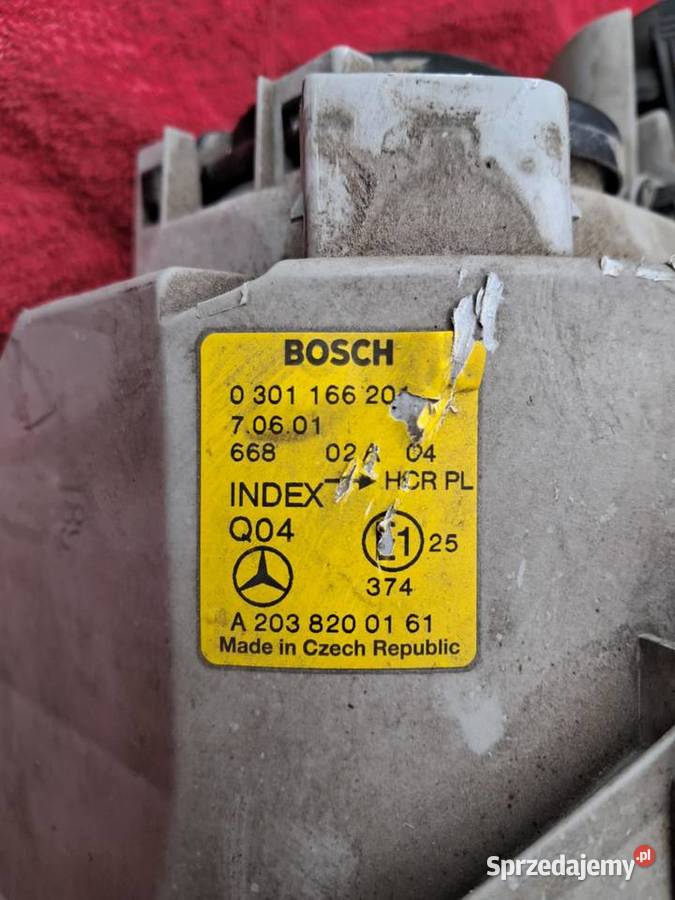 BOSCH
0 301 166 20
7.06.01
668 02A 04
INDEX → HCR PL
Q04
E1 25
374
A 203 820 01 61
Made in Czech Republic
Sprzedajemy.pl